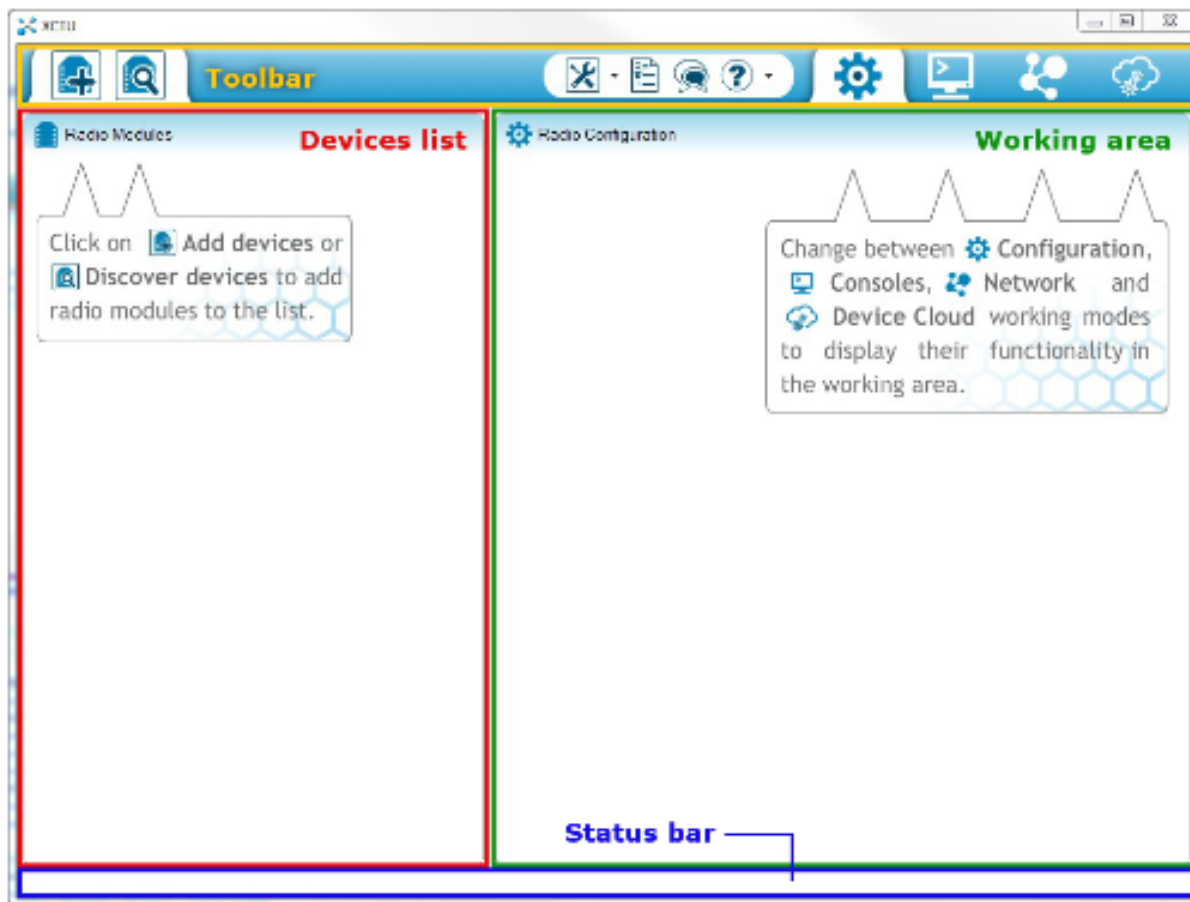 XCTU
Toolbar
Radio Modules
Devices list
Click on Add devices or
Discover devices to add
radio modules to the list.
Radio Configuration
Working area
Change between Configuration,
Consoles, Network and
Device Cloud working modes
to display their functionality in
the working area.
Status bar